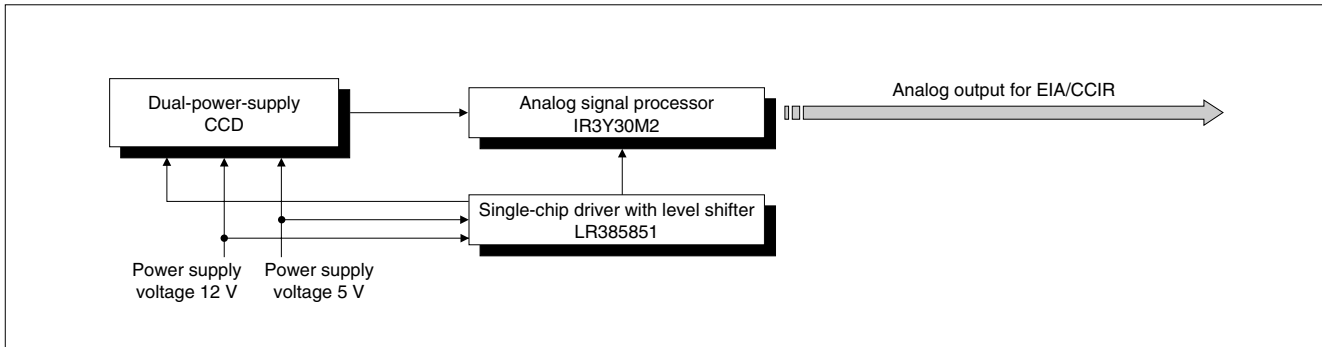 Dual-power-supply
CCD
Analog signal processor
IR3Y30M2
Analog output for EIA/CCIR
Single-chip driver with level shifter
LR385851
Power supply
voltage 12 V
Power supply
voltage 5 V